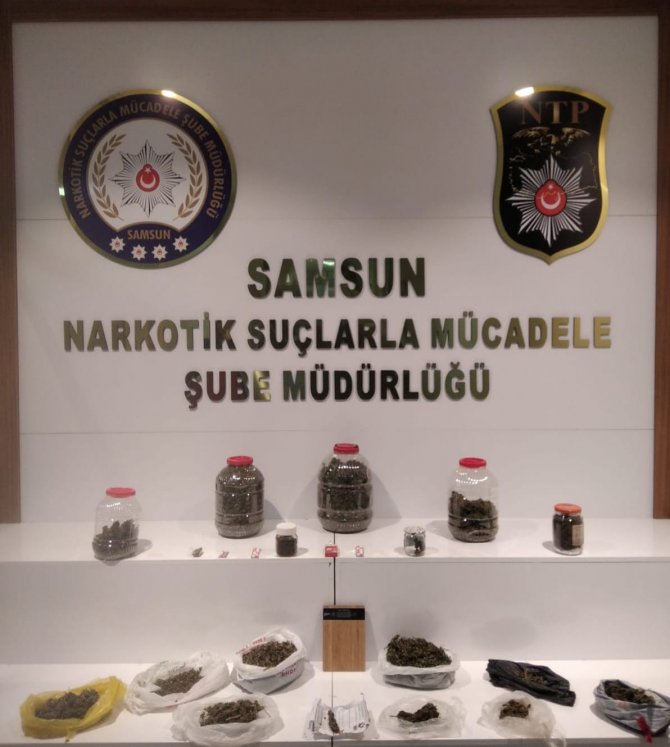 NARKOTİK SUÇLARLA MÜCADELE ŞUBE MÜDÜRLÜĞÜ
SAMSUN
NTP
SAMSUN
NARKOTİK SUÇLARLA MÜCADELE
ŞUBE MÜDÜRLÜĞÜ